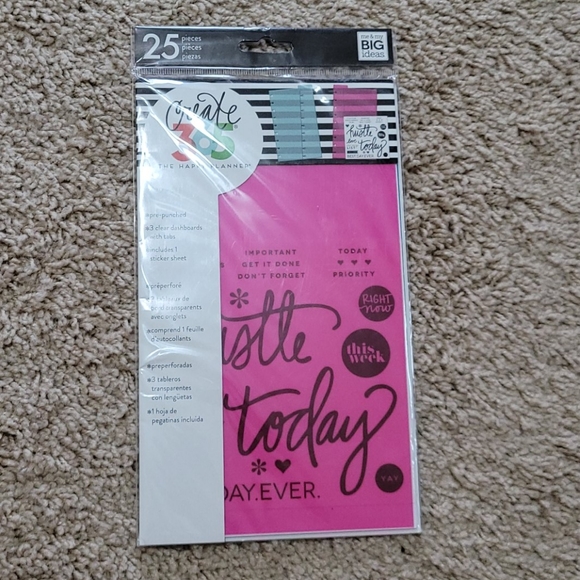 25 pieces
pièces
piezas
me & my
BIG
ideas
create
365
THE HAPPY PLANNER
hustle
today
pre-punched
3 clear dashboards
with tabs
includes 1
sticker sheet
préperforé
transparents
avec onglets
comprend 1 feuille
d'autocollants
preperforadas
3 tableros
transparentes
con lengüetas
1 hoja de
pegatinas incluida
IMPORTANT
GET IT DONE
DON'T FORGET
TODAY
♥ ♥ ♥
PRIORITY
RIGHT
now
this
week
ustle
today
* ♥
YAY
DAY.EVER.